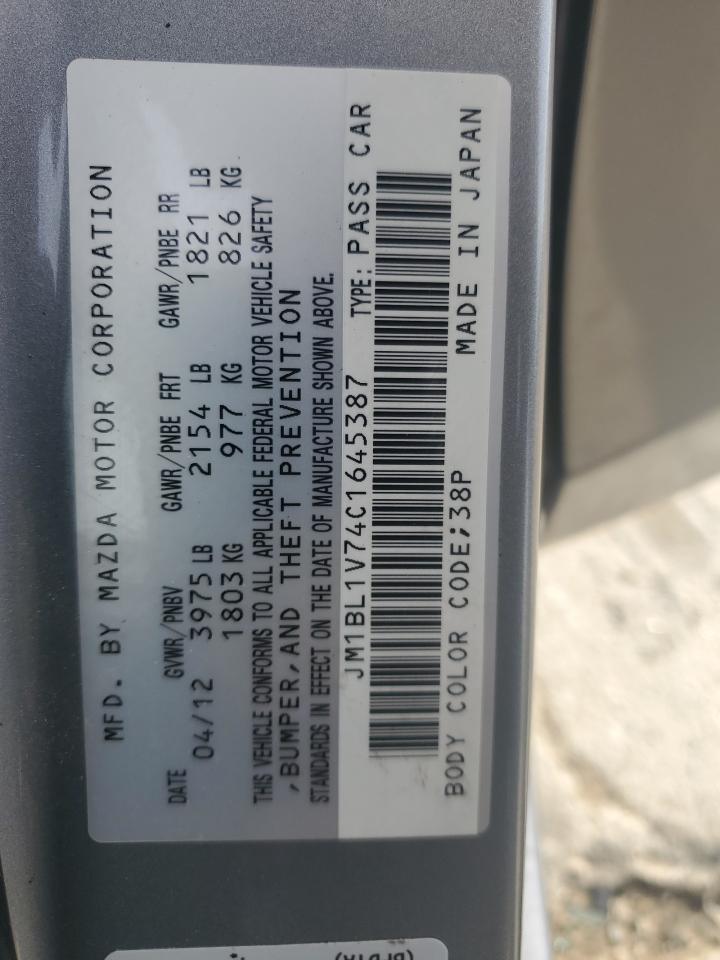 MFD. BY MAZDA MOTOR CORPORATION
DATE GVWR/PNBV GAWR/PNBE FRT GAWR/PNBE RR
04/12 3975 LB 2154 LB 1821 LB
1803 KG 977 KG 826 KG
THIS VEHICLE CONFORMS TO ALL APPLICABLE FEDERAL MOTOR VEHICLE SAFETY
,BUMPER,AND THEFT PREVENTION
STANDARDS IN EFFECT ON THE DATE OF MANUFACTURE SHOWN ABOVE.
JM1BL1V74C1645387 TYPE: PASS CAR
BODY COLOR CODE;38P MADE IN JAPAN